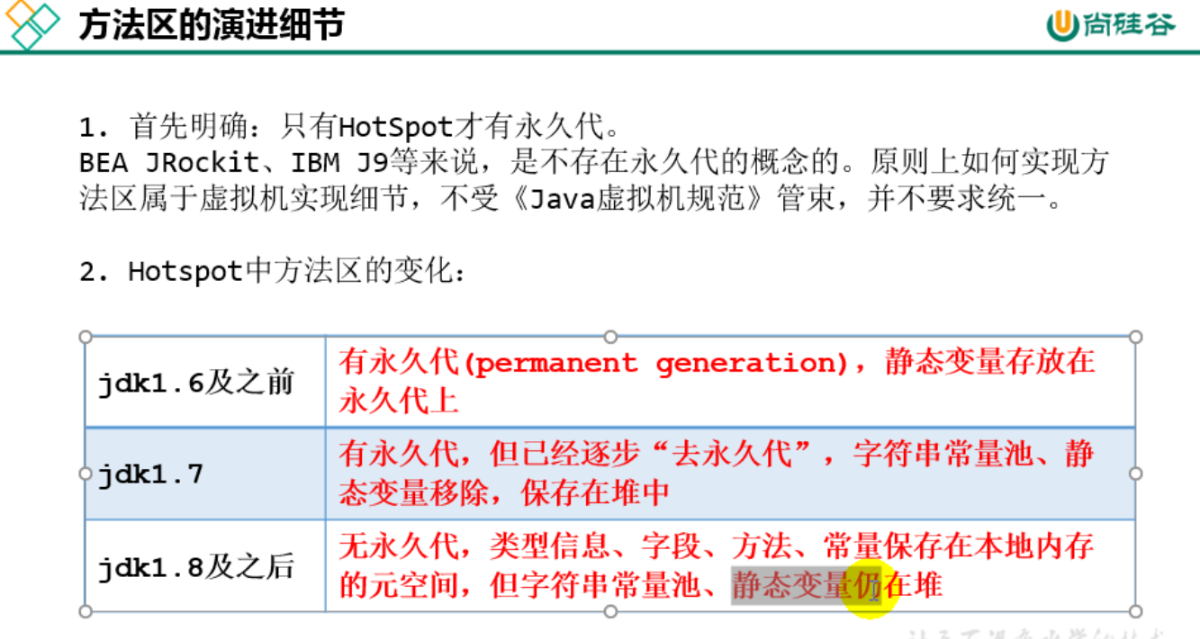 方法区的演进细节
尚硅谷
1. 首先明确：只有HotSpot才有永久代。
BEA JRockit、IBM J9等来说，是不存在永久代的概念的。原则上如何实现方
法区属于虚拟机实现细节，不受《Java虚拟机规范》管束，并不要求统一。
2. Hotspot中方法区的变化：
jdk1.6及之前
有永久代(permanent generation)，静态变量存放在
永久代上
jdk1.7
有永久代，但已经逐步“去永久代”，字符串常量池、静
态变量移除，保存在堆中
jdk1.8及之后
无永久代，类型信息、字段、方法、常量保存在本地内存
的元空间，但字符串常量池、静态变量仍在堆